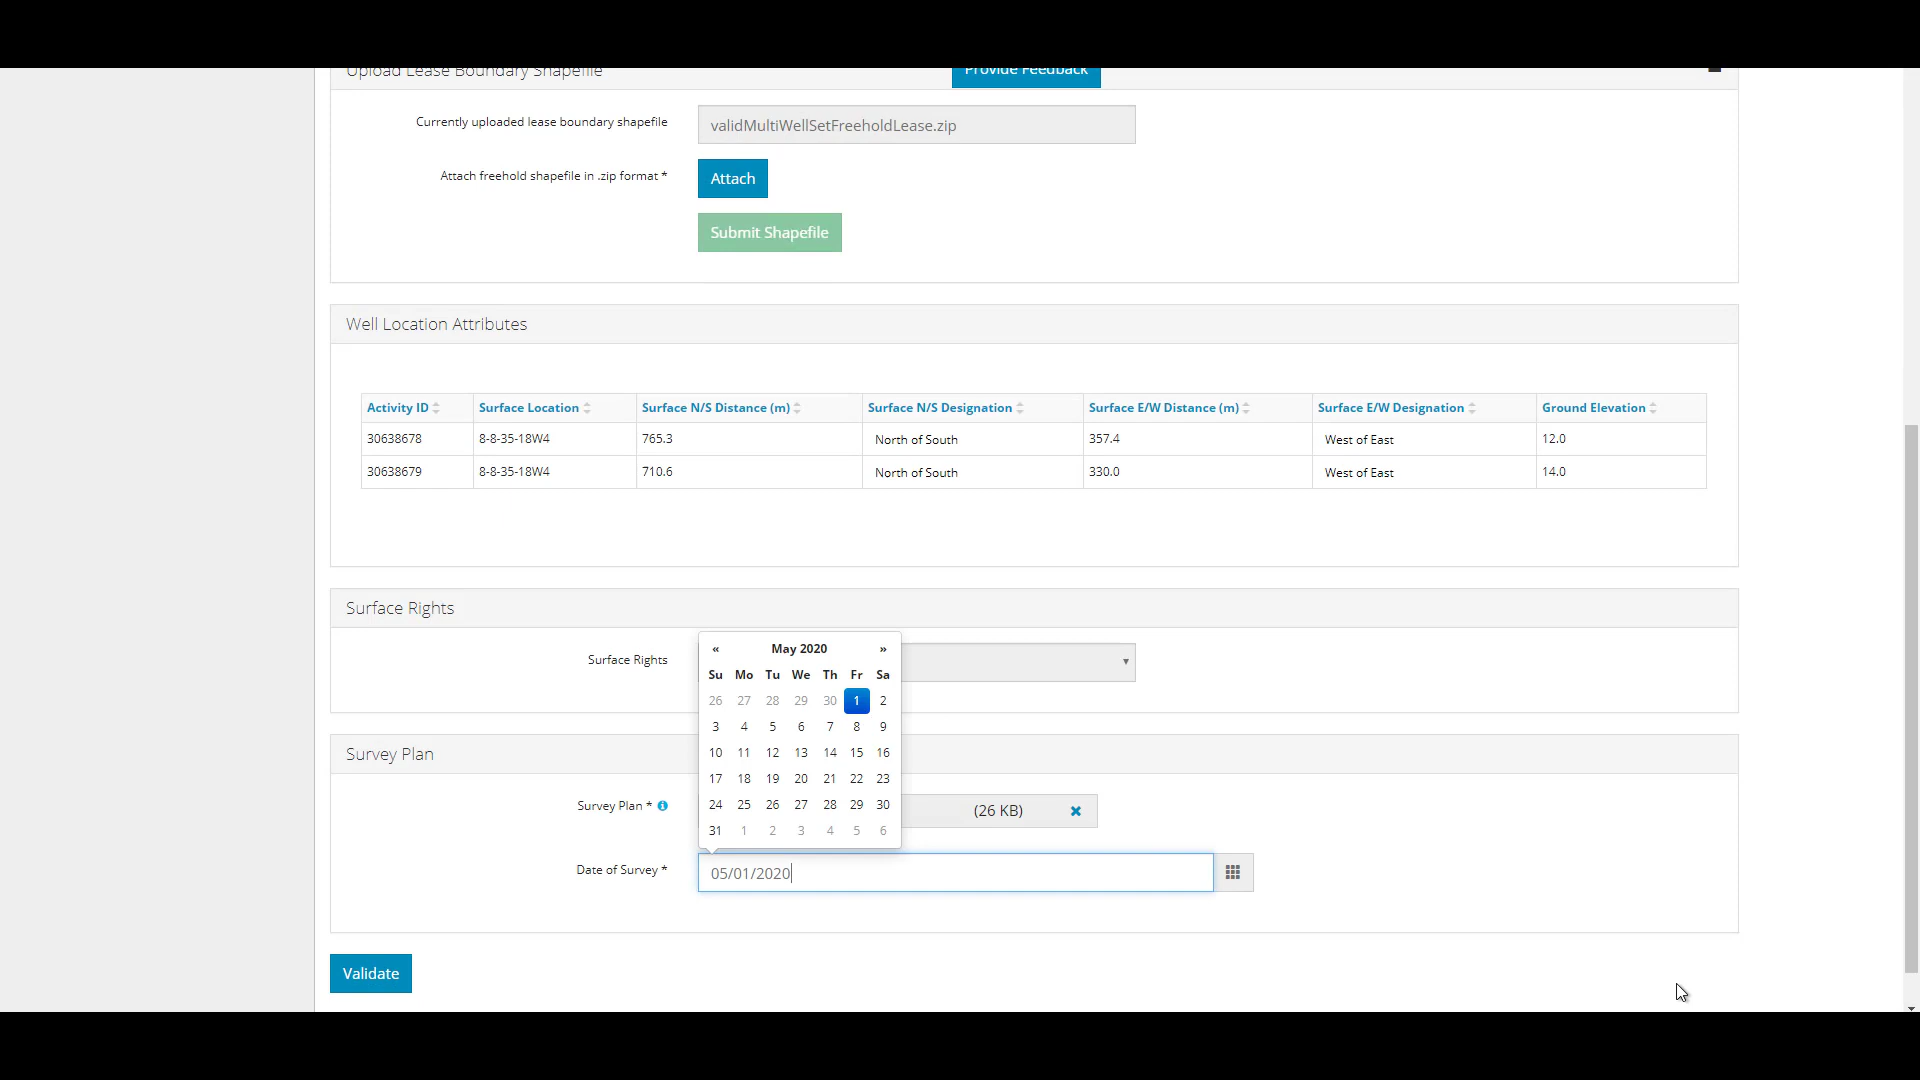 Upload Lease Boundary Shapefile
Provide Feedback
Currently uploaded lease boundary shapefile
validMultiWellSetFreeholdLease.zip
Attach freehold shapefile in .zip format *
Attach
Submit Shapefile
Well Location Attributes
Activity ID Surface Location Surface N/S Distance (m) Surface N/S Designation Surface E/W Distance (m) Surface E/W Designation Ground Elevation
30638678 8-8-35-18W4 765.3 North of South 357.4 West of East 12.0
30638679 8-8-35-18W4 710.6 North of South 330.0 West of East 14.0
Surface Rights
Surface Rights
« May 2020 »
Su Mo Tu We Th Fr Sa
26 27 28 29 30 1 2
3 4 5 6 7 8 9
10 11 12 13 14 15 16
17 18 19 20 21 22 23
24 25 26 27 28 29 30
31 1 2 3 4 5 6
Survey Plan
Survey Plan *
(26 KB)
Date of Survey *
05/01/2020
Validate